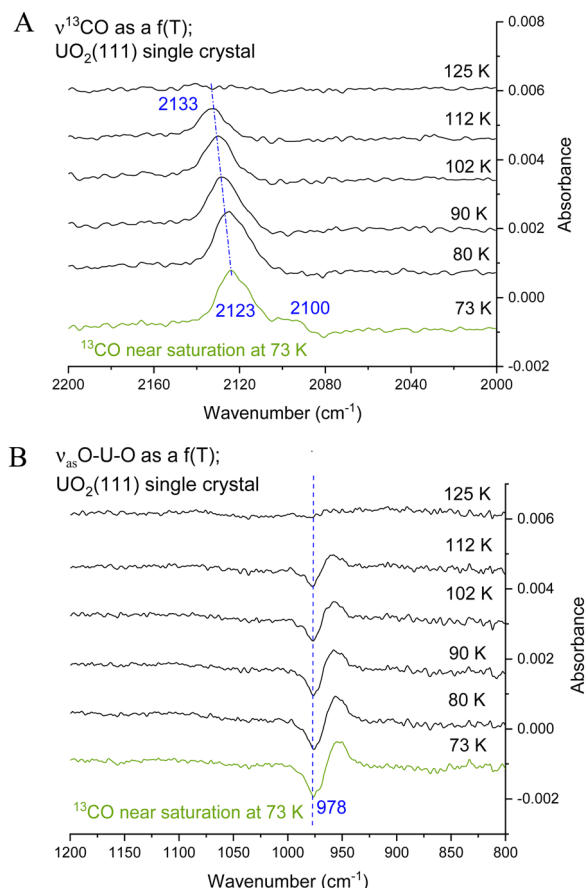 A
ν¹³CO as a f(T);
UO₂(111) single crystal
125 K
2133
112 K
102 K
90 K
80 K
2123
2100
73 K
¹³CO near saturation at 73 K
0.008
0.006
0.004
0.002
0.000
-0.002
Absorbance
2200 2160 2120 2080 2040 2000
Wavenumber (cm⁻¹)
B
νₐₛO-U-O as a f(T);
UO₂(111) single crystal
125 K
112 K
102 K
90 K
80 K
73 K
¹³CO near saturation at 73 K
978
0.006
0.004
0.002
0.000
-0.002
Absorbance
1200 1150 1100 1050 1000 950 900 850 800
Wavenumber (cm⁻¹)